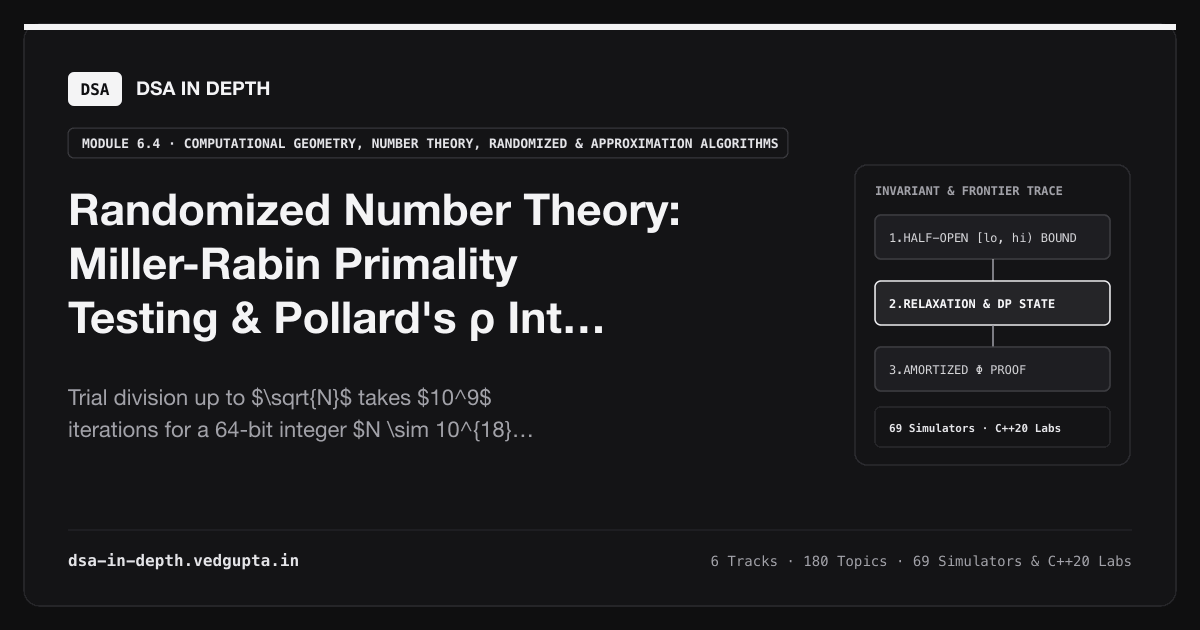 DSA
DSA IN DEPTH
MODULE 6.4 · COMPUTATIONAL GEOMETRY, NUMBER THEORY, RANDOMIZED & APPROXIMATION ALGORITHMS
Randomized Number Theory:
Miller-Rabin Primality
Testing & Pollard's ρ Int…
Trial division up to $\sqrt{N}$ takes $10^9$
iterations for a 64-bit integer $N \sim 10^{18}…
INVARIANT & FRONTIER TRACE
1.HALF-OPEN [lo, hi) BOUND
2.RELAXATION & DP STATE
3.AMORTIZED Φ PROOF
69 Simulators · C++20 Labs
dsa-in-depth.vedgupta.in
6 Tracks · 180 Topics · 69 Simulators & C++20 Labs